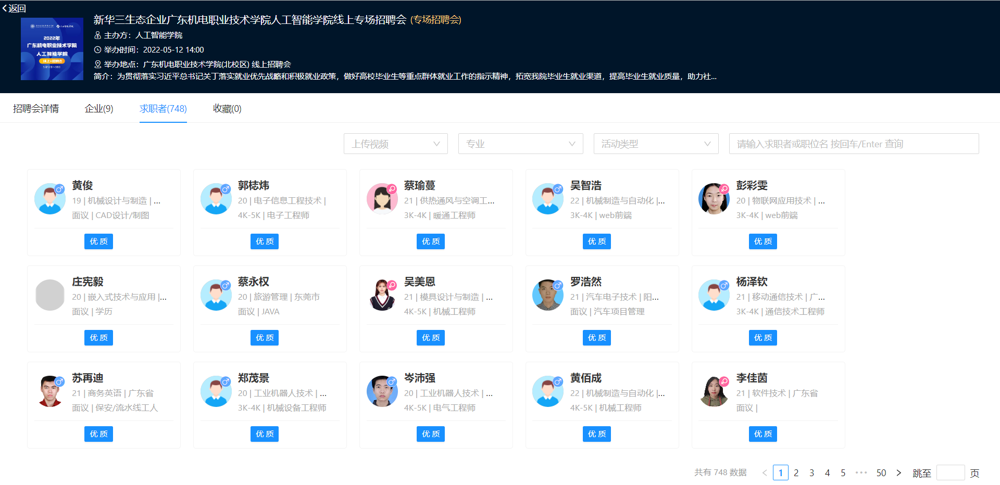 返回
新华三生态企业广东机电职业技术学院人工智能学院线上专场招聘会 (专场招聘会)
主办方：人工智能学院
举办时间：2022-05-12 14:00
举办地点：广东机电职业技术学院(北校区) 线上招聘会
简介：为贯彻落实习近平总书记关丁落实就业优先战略和积极就业政策，做好高校毕业生等重点群体就业工作的指示精神，拓宽我院毕业生就业渠道，提高毕业生就业质量，助力社...
2022年
广东机电职业技术学院
人工智能学院
线上招聘会
招聘会详情 企业(9) 求职者(748) 收藏(0)
上传视频 专业 活动类型 请输入求职者或职位名 按回车/Enter 查询
黄俊
19 | 机械设计与制造 | ...
面议 | CAD设计/制图
优 质
郭梽炜
20 | 电子信息工程技术 |
4K-5K | 电子工程师
优 质
蔡瑜蔓
21 | 供热通风与空调工...
3K-4K | 暖通工程师
优 质
吴智浩
22 | 机械制造与自动化 |...
3K-4K | web前端
优 质
彭彩雯
20 | 物联网应用技术 | ...
3K-4K | web前端
优 质
庄宪毅
20 | 嵌入式技术与应用 |...
面议 | 学历
优 质
蔡永权
20 | 旅游管理 | 东莞市
面议 | JAVA
优 质
吴美恩
21 | 模具设计与制造 | ...
4K-5K | 机械工程师
优 质
罗浩然
21 | 汽车电子技术 | 阳...
面议 | 汽车项目管理
优 质
杨泽钦
21 | 移动通信技术 | 广...
3K-4K | 通信技术工程师
优 质
苏再迪
21 | 商务英语 | 广东省
面议 | 保安/流水线工人
优 质
郑茂景
20 | 工业机器人技术 | ...
3K-4K | 机械设备工程师
优 质
岑沛强
20 | 工业机器人技术 | ...
4K-5K | 电气工程师
优 质
黄佰成
22 | 机械制造与自动化 |...
4K-5K | 机械工程师
优 质
李佳茵
21 | 软件技术 | 广东省
面议 |
优 质
共有 748 数据 < 1 2 3 4 5 ••• 50 > 跳至 页